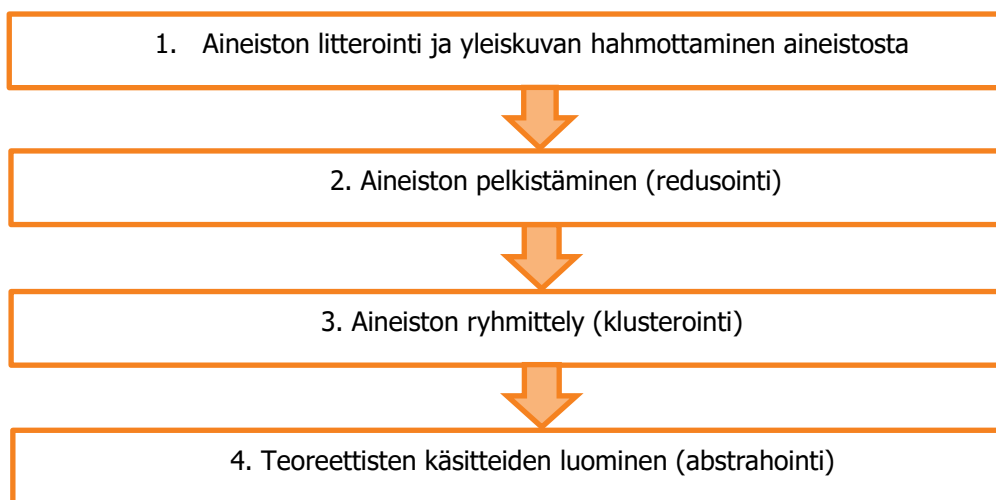 1. Aineiston litterointi ja yleiskuvan hahmottaminen aineistosta
2. Aineiston pelkistäminen (redusointi)
3. Aineiston ryhmittely (klusterointi)
4. Teoreettisten käsitteiden luominen (abstrahointi)